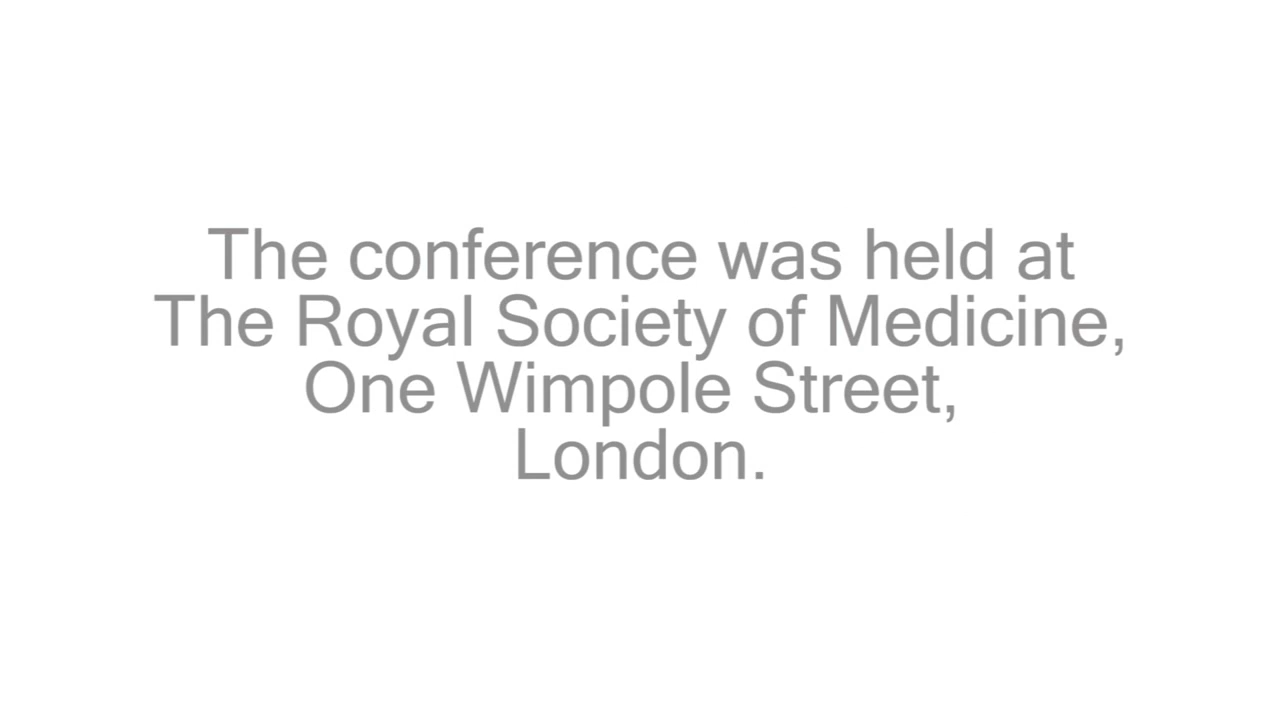 The conference was held at
The Royal Society of Medicine,
One Wimpole Street,
London.